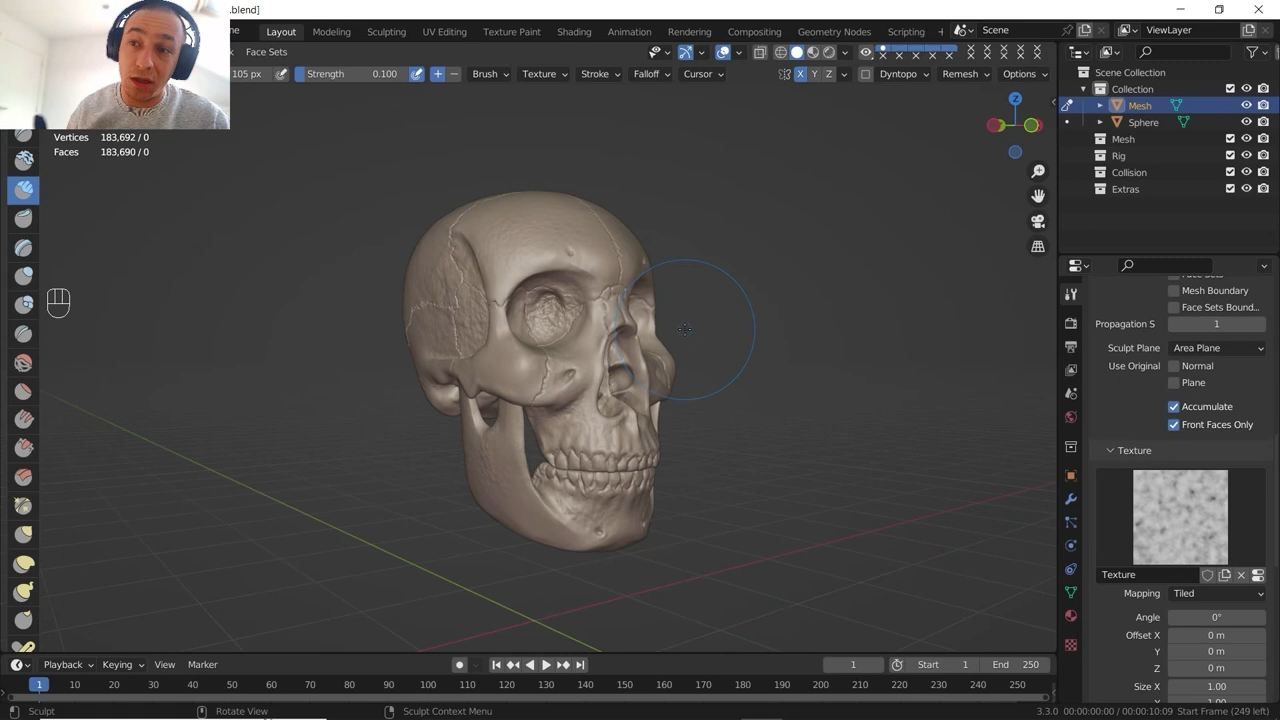 .blend]
Modeling Sculpting UV Editing Texture Paint Shading Animation Rendering Compositing Geometry Nodes Scripting + Scene ViewLayer
Face Sets
105 px Strength 0.100 Brush Texture Stroke Falloff Cursor X Y Z Dyntopo Remesh Options
Scene Collection
Collection
Mesh
Sphere
Mesh
Rig
Collision
Extras
Vertices 183,692 / 0
Faces 183,690 / 0
Z
Mesh Boundary
Face Sets Bound...
Propagation S 1
Sculpt Plane Area Plane
Use Original Normal
Plane
Accumulate
Front Faces Only
Texture
Texture
Mapping Tiled
Angle 0°
Offset X 0 m
Y 0 m
Z 0 m
Size X 1.00
Playback Keying View Marker 1 Start 1 End 250
1 10 20 30 40 50 60 70 80 90 100 110 120 130 140 150 160 170 180 190 200 210 220 230 240 250
Sculpt Rotate View Sculpt Context Menu 3.3.0 00:00:00:00 / 00:00:10:09 Start Frame (249 left)